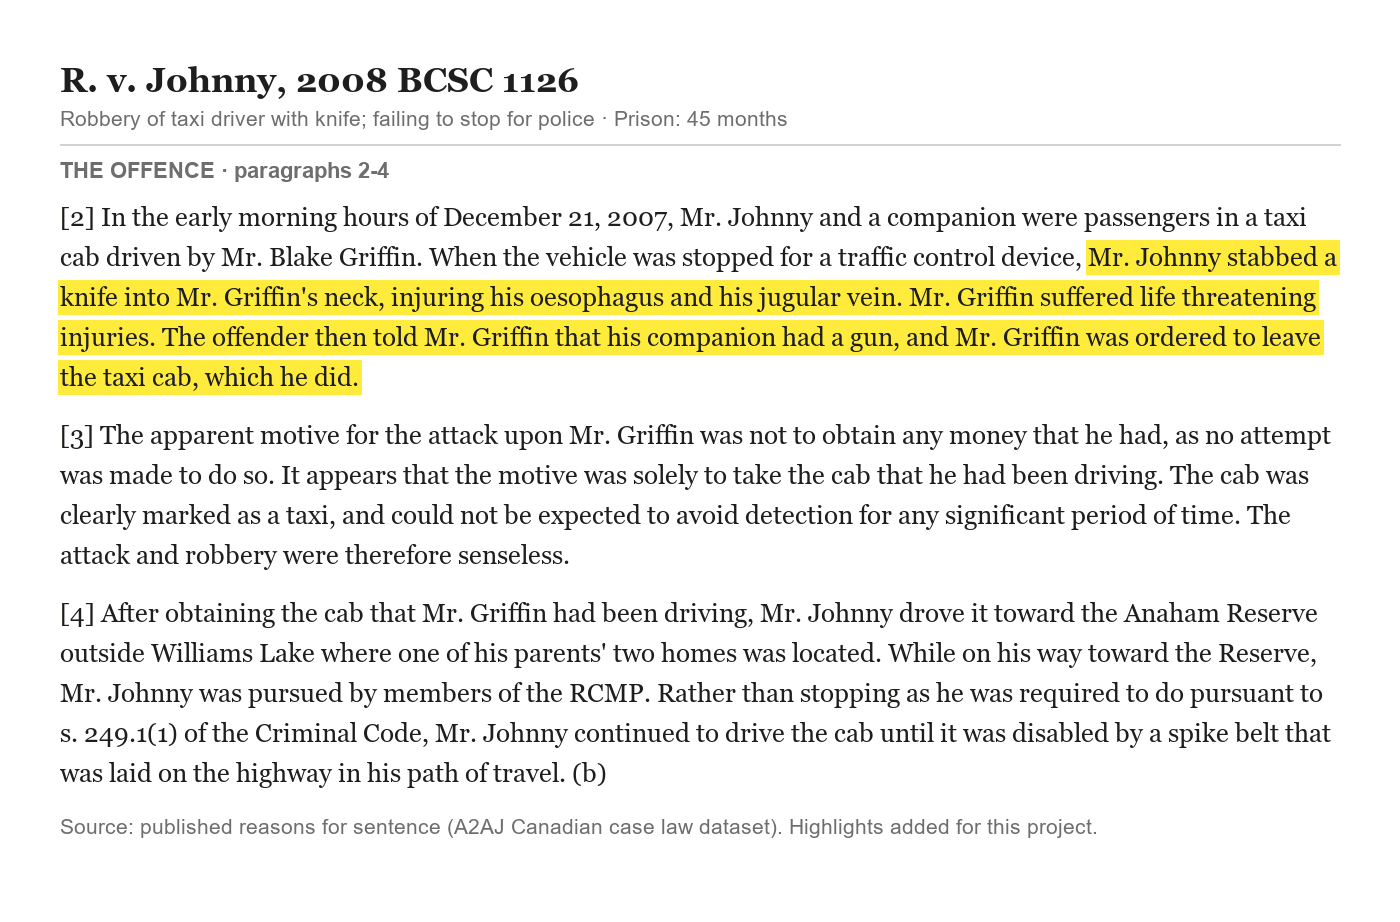 R. v. Johnny, 2008 BCSC 1126
Robbery of taxi driver with knife; failing to stop for police · Prison: 45 months
THE OFFENCE · paragraphs 2-4
[2] In the early morning hours of December 21, 2007, Mr. Johnny and a companion were passengers in a taxi
cab driven by Mr. Blake Griffin. When the vehicle was stopped for a traffic control device, Mr. Johnny stabbed a
knife into Mr. Griffin's neck, injuring his oesophagus and his jugular vein. Mr. Griffin suffered life threatening
injuries. The offender then told Mr. Griffin that his companion had a gun, and Mr. Griffin was ordered to leave
the taxi cab, which he did.
[3] The apparent motive for the attack upon Mr. Griffin was not to obtain any money that he had, as no attempt
was made to do so. It appears that the motive was solely to take the cab that he had been driving. The cab was
clearly marked as a taxi, and could not be expected to avoid detection for any significant period of time. The
attack and robbery were therefore senseless.
[4] After obtaining the cab that Mr. Griffin had been driving, Mr. Johnny drove it toward the Anaham Reserve
outside Williams Lake where one of his parents' two homes was located. While on his way toward the Reserve,
Mr. Johnny was pursued by members of the RCMP. Rather than stopping as he was required to do pursuant to
s. 249.1(1) of the Criminal Code, Mr. Johnny continued to drive the cab until it was disabled by a spike belt that
was laid on the highway in his path of travel. (b)
Source: published reasons for sentence (A2AJ Canadian case law dataset). Highlights added for this project.